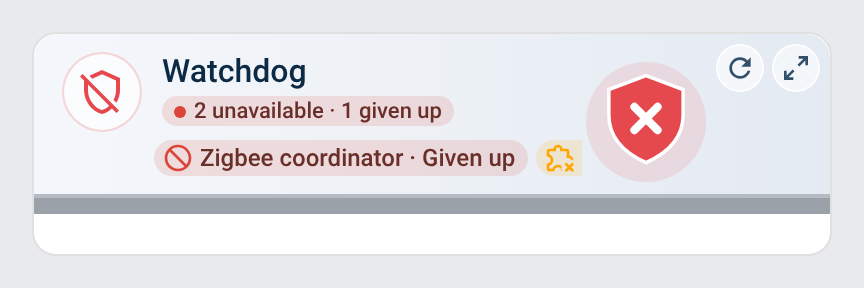 Watchdog
2 unavailable · 1 given up
Zigbee coordinator · Given up